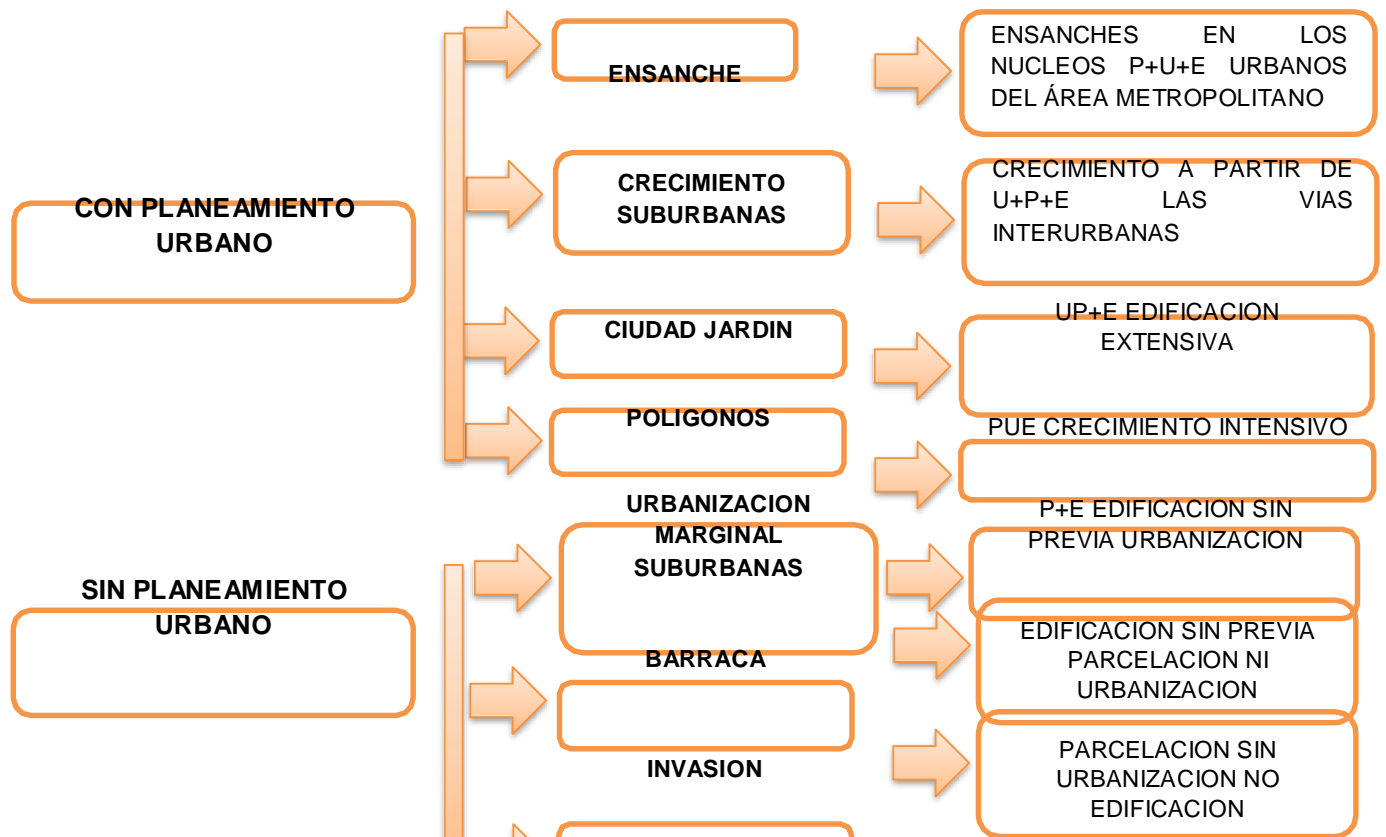 CON PLANEAMIENTO
URBANO
ENSANCHE
ENSANCHES EN LOS
NUCLEOS P+U+E URBANOS
DEL ÁREA METROPOLITANO
CRECIMIENTO
SUBURBANAS
CRECIMIENTO A PARTIR DE
U+P+E LAS VIAS
INTERURBANAS
CIUDAD JARDIN
UP+E EDIFICACION
EXTENSIVA
POLIGONOS
PUE CRECIMIENTO INTENSIVO
SIN PLANEAMIENTO
URBANO
URBANIZACION
MARGINAL
SUBURBANAS
P+E EDIFICACION SIN
PREVIA URBANIZACION
BARRACA
EDIFICACION SIN PREVIA
PARCELACION NI
URBANIZACION
INVASION
PARCELACION SIN
URBANIZACION NO
EDIFICACION